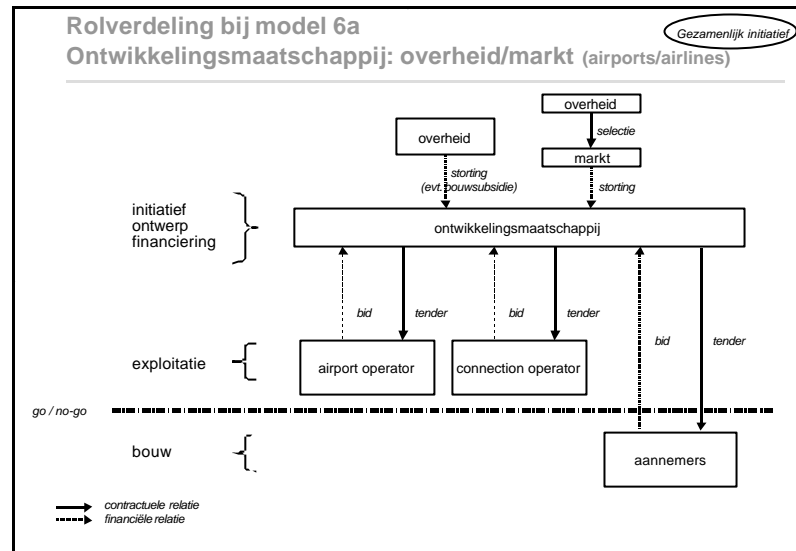 Rolverdeling bij model 6a
Gezamenlijk initiatief
Ontwikkelingsmaatschappij: overheid/markt (airports/airlines)
overheid
selectie
overheid
markt
storting
(evt. bouwsubsidie)
storting
initiatief
ontwerp
financiering
ontwikkelingsmaatschappij
bid
tender
bid
tender
bid
tender
exploitatie
airport operator
connection operator
go / no-go
bouw
aannemers
contractuele relatie
financiële relatie